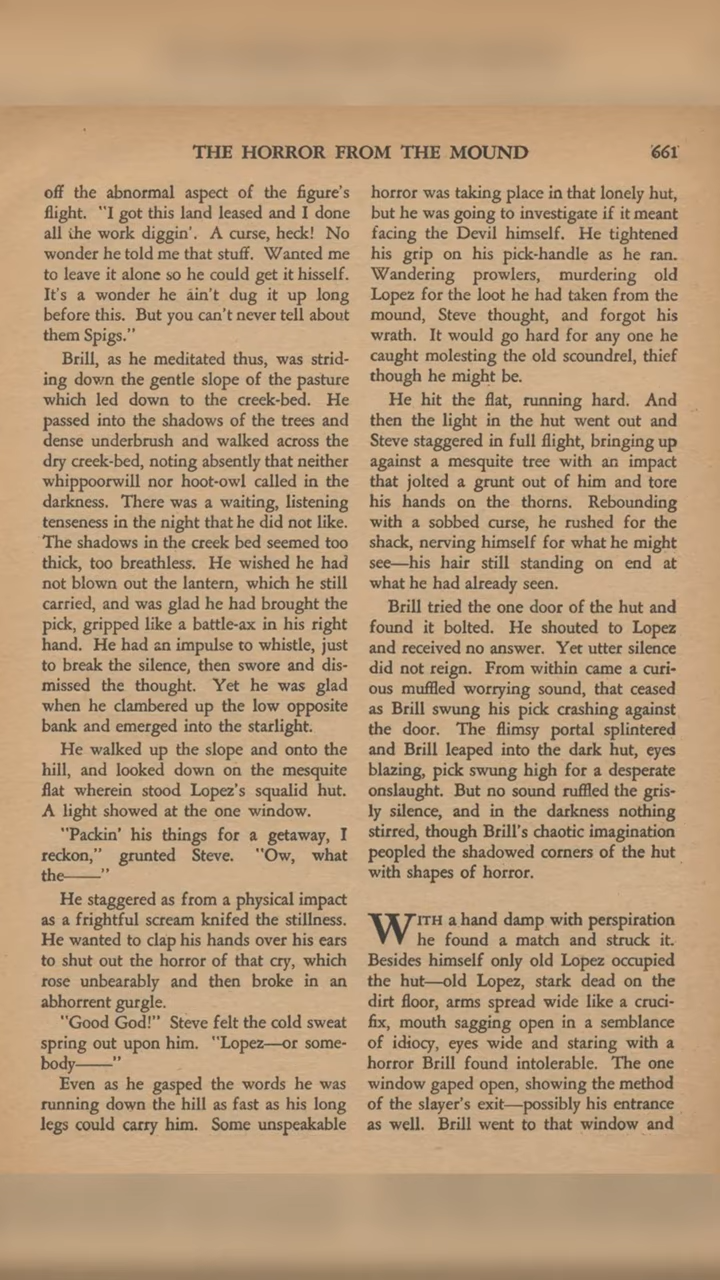 THE HORROR FROM THE MOUND 661
off the abnormal aspect of the figure's
flight. "I got this land leased and I done
all the work diggin'. A curse, heck! No
wonder he told me that stuff. Wanted me
to leave it alone so he could get it hisself.
It's a wonder he ain't dug it up long
before this. But you can't never tell about
them Spigs."
Brill, as he meditated thus, was strid-
ing down the gentle slope of the pasture
which led down to the creek-bed. He
passed into the shadows of the trees and
dense underbrush and walked across the
dry creek-bed, noting absently that neither
whippoorwill nor hoot-owl called in the
darkness. There was a waiting, listening
tenseness in the night that he did not like.
The shadows in the creek bed seemed too
thick, too breathless. He wished he had
not blown out the lantern, which he still
carried, and was glad he had brought the
pick, gripped like a battle-ax in his right
hand. He had an impulse to whistle, just
to break the silence, then swore and dis-
missed the thought. Yet he was glad
when he clambered up the low opposite
bank and emerged into the starlight.
He walked up the slope and onto the
hill, and looked down on the mesquite
flat wherein stood Lopez's squalid hut.
A light showed at the one window.
"Packin' his things for a getaway, I
reckon," grunted Steve. "Ow, what
the——"
He staggered as from a physical impact
as a frightful scream knifed the stillness.
He wanted to clap his hands over his ears
to shut out the horror of that cry, which
rose unbearably and then broke in an
abhorrent gurgle.
"Good God!" Steve felt the cold sweat
spring out upon him. "Lopez—or some-
body——"
Even as he gasped the words he was
running down the hill as fast as his long
legs could carry him. Some unspeakable
horror was taking place in that lonely hut,
but he was going to investigate if it meant
facing the Devil himself. He tightened
his grip on his pick-handle as he ran.
Wandering prowlers, murdering old
Lopez for the loot he had taken from the
mound, Steve thought, and forgot his
wrath. It would go hard for any one he
caught molesting the old scoundrel, thief
though he might be.
He hit the flat, running hard. And
then the light in the hut went out and
Steve staggered in full flight, bringing up
against a mesquite tree with an impact
that jolted a grunt out of him and tore
his hands on the thorns. Rebounding
with a sobbed curse, he rushed for the
shack, nerving himself for what he might
see—his hair still standing on end at
what he had already seen.
Brill tried the one door of the hut and
found it bolted. He shouted to Lopez
and received no answer. Yet utter silence
did not reign. From within came a curi-
ous muffled worrying sound, that ceased
as Brill swung his pick crashing against
the door. The flimsy portal splintered
and Brill leaped into the dark hut, eyes
blazing, pick swung high for a desperate
onslaught. But no sound ruffled the gris-
ly silence, and in the darkness nothing
stirred, though Brill's chaotic imagination
peopled the shadowed corners of the hut
with shapes of horror.
WITH a hand damp with perspiration
he found a match and struck it.
Besides himself only old Lopez occupied
the hut—old Lopez, stark dead on the
dirt floor, arms spread wide like a cruci-
fix, mouth sagging open in a semblance
of idiocy, eyes wide and staring with a
horror Brill found intolerable. The one
window gaped open, showing the method
of the slayer's exit—possibly his entrance
as well. Brill went to that window and